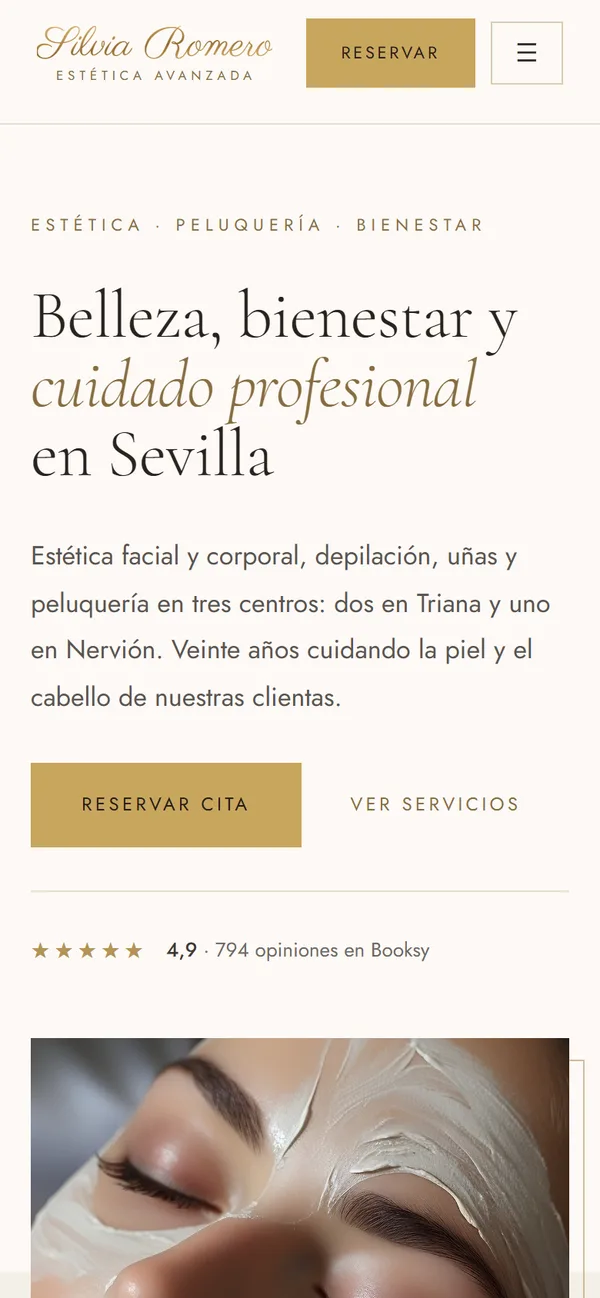 Silvia Romero
ESTÉTICA AVANZADA
RESERVAR
ESTÉTICA · PELUQUERÍA · BIENESTAR
Belleza, bienestar y
cuidado profesional
en Sevilla
Estética facial y corporal, depilación, uñas y
peluquería en tres centros: dos en Triana y uno
en Nervión. Veinte años cuidando la piel y el
cabello de nuestras clientas.
RESERVAR CITA
VER SERVICIOS
★★★★★ 4,9 · 794 opiniones en Booksy